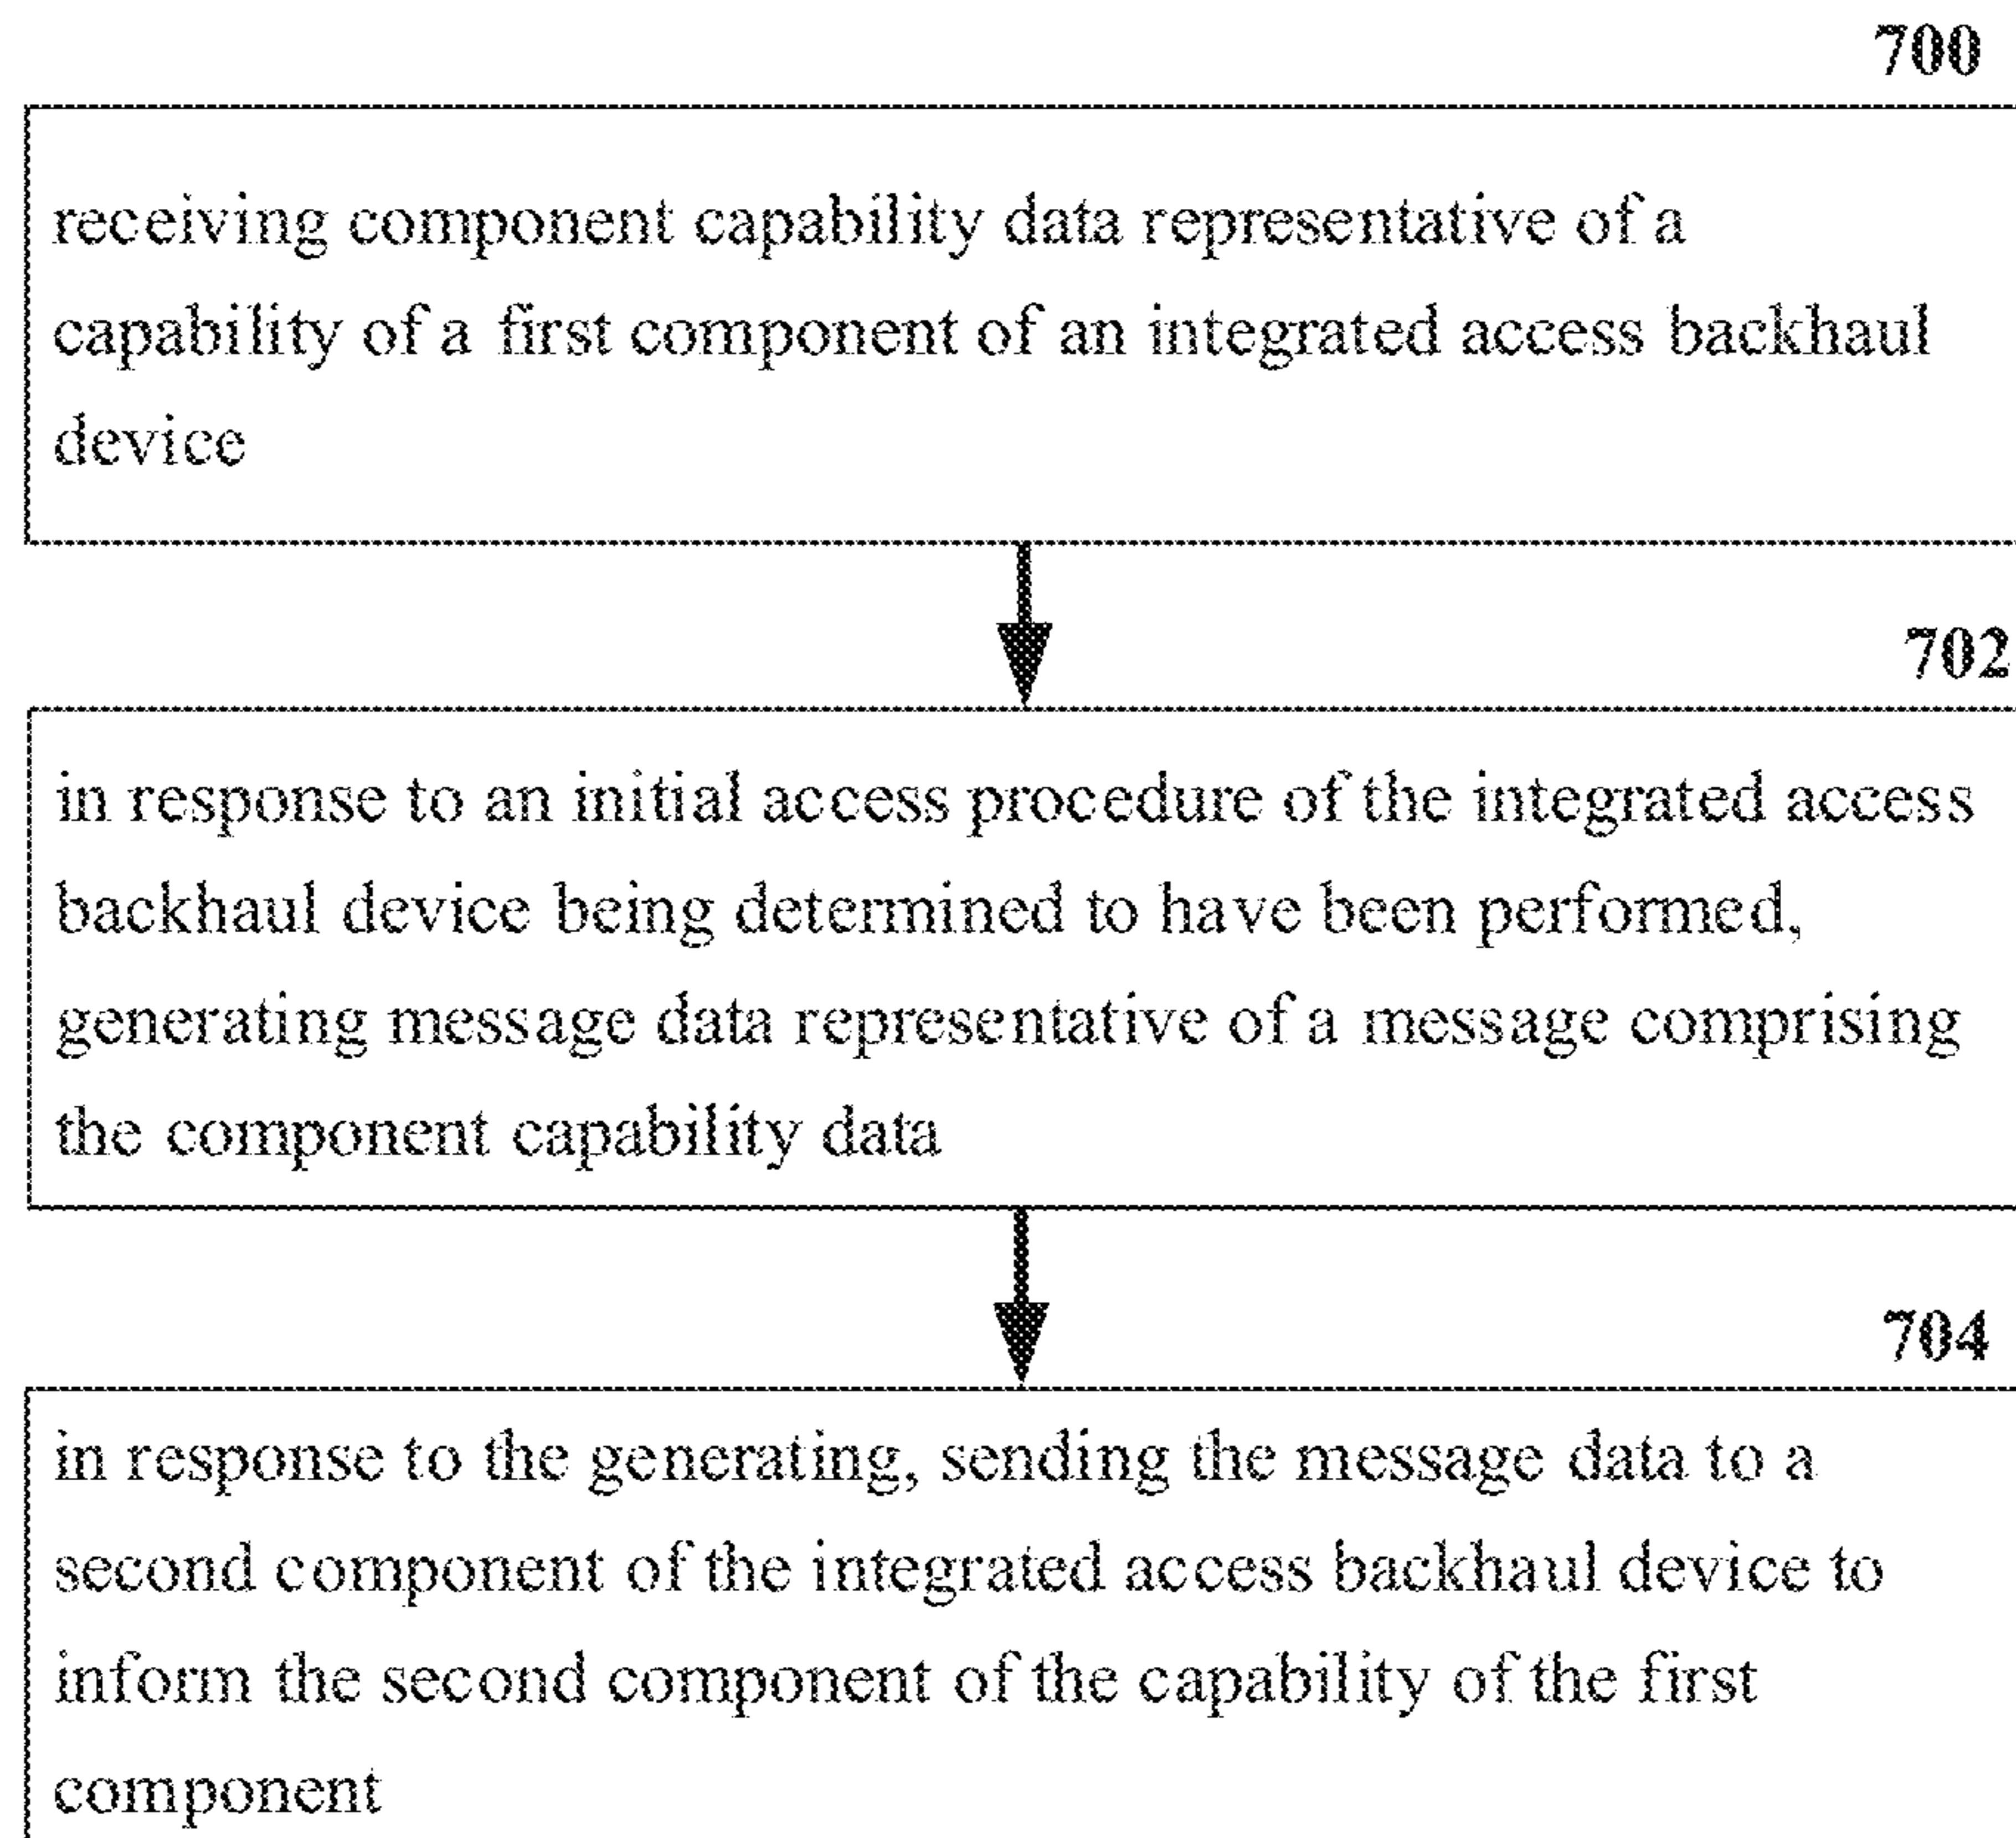 700
receiving component capability data representative of a
capability of a first component of an integrated access backhaul
device
702
in response to an initial access procedure of the integrated access
backhaul device being determined to have been performed,
generating message data representative of a message comprising
the component capability data
704
in response to the generating, sending the message data to a
second component of the integrated access backhaul device to
inform the second component of the capability of the first
component